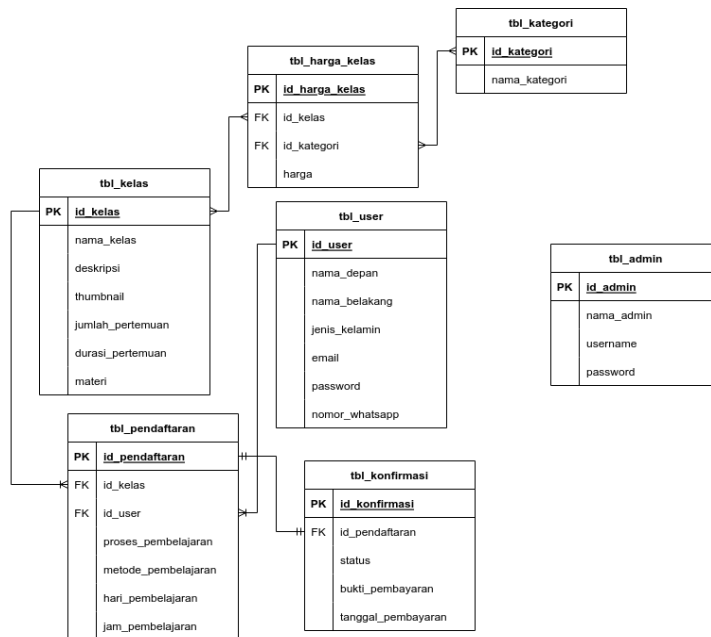 tbl_kategori
PK id_kategori
nama_kategori
tbl_harga_kelas
PK id_harga_kelas
FK id_kelas
FK id_kategori
harga
tbl_kelas
PK id_kelas
nama_kelas
deskripsi
thumbnail
jumlah_pertemuan
durasi_pertemuan
materi
tbl_user
PK id_user
nama_depan
nama_belakang
jenis_kelamin
email
password
nomor_whatsapp
tbl_admin
PK id_admin
nama_admin
username
password
tbl_pendaftaran
PK id_pendaftaran
FK id_kelas
FK id_user
proses_pembelajaran
metode_pembelajaran
hari_pembelajaran
jam_pembelajaran
tbl_konfirmasi
PK id_konfirmasi
FK id_pendaftaran
status
bukti_pembayaran
tanggal_pembayaran